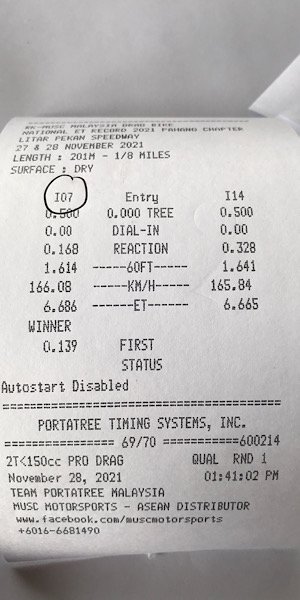 RK-MUSC MALAYSIA DRAG BIKE
NATIONAL ET RECORD 2021 PAHANG CHAPTER
LITAR PEKAN SPEEDWAY
27 & 28 NOVEMBER 2021
LENGTH : 201M - 1/8 MILES
SURFACE : DRY
I07 Entry I14
0.500 0.000 TREE 0.500
0.00 DIAL-IN 0.00
0.168 REACTION 0.328
1.614 ------60FT------ 1.641
166.08 ------KM/H------ 165.84
6.686 -------ET------- 6.665
WINNER
0.139 FIRST
STATUS
Autostart Disabled
PORTATREE TIMING SYSTEMS, INC.
================= 69/70 ===========600214
2T<150cc PRO DRAG QUAL RND 1
November 28, 2021 01:41:02 PM
TEAM PORTATREE MALAYSIA
MUSC MOTORSPORTS - ASEAN DISTRIBUTOR
www.facebook.com/muscmotorsports
+6016-6681490